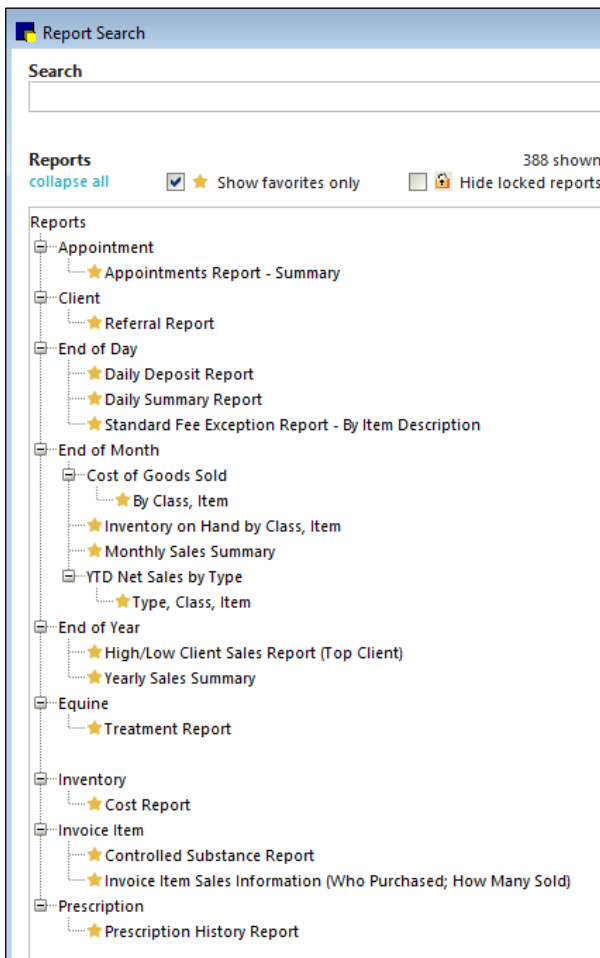 Report Search
Search
Reports 388 shown
collapse all Show favorites only Hide locked reports
Reports
Appointment
Appointments Report - Summary
Client
Referral Report
End of Day
Daily Deposit Report
Daily Summary Report
Standard Fee Exception Report - By Item Description
End of Month
Cost of Goods Sold
By Class, Item
Inventory on Hand by Class, Item
Monthly Sales Summary
YTD Net Sales by Type
Type, Class, Item
End of Year
High/Low Client Sales Report (Top Client)
Yearly Sales Summary
Equine
Treatment Report
Inventory
Cost Report
Invoice Item
Controlled Substance Report
Invoice Item Sales Information (Who Purchased; How Many Sold)
Prescription
Prescription History Report